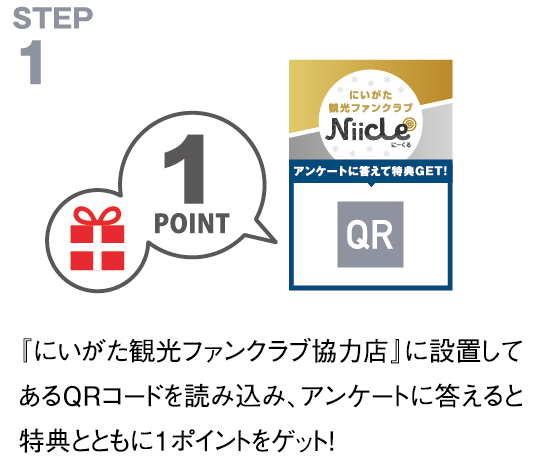 STEP
1
1
POINT
にいがた
観光ファンクラブ
Niicle
にーくる
アンケートに答えて特典GET!
QR
『にいがた観光ファンクラブ協力店』に設置して
あるQRコードを読み込み、アンケートに答えると
特典とともに1ポイントをゲット!